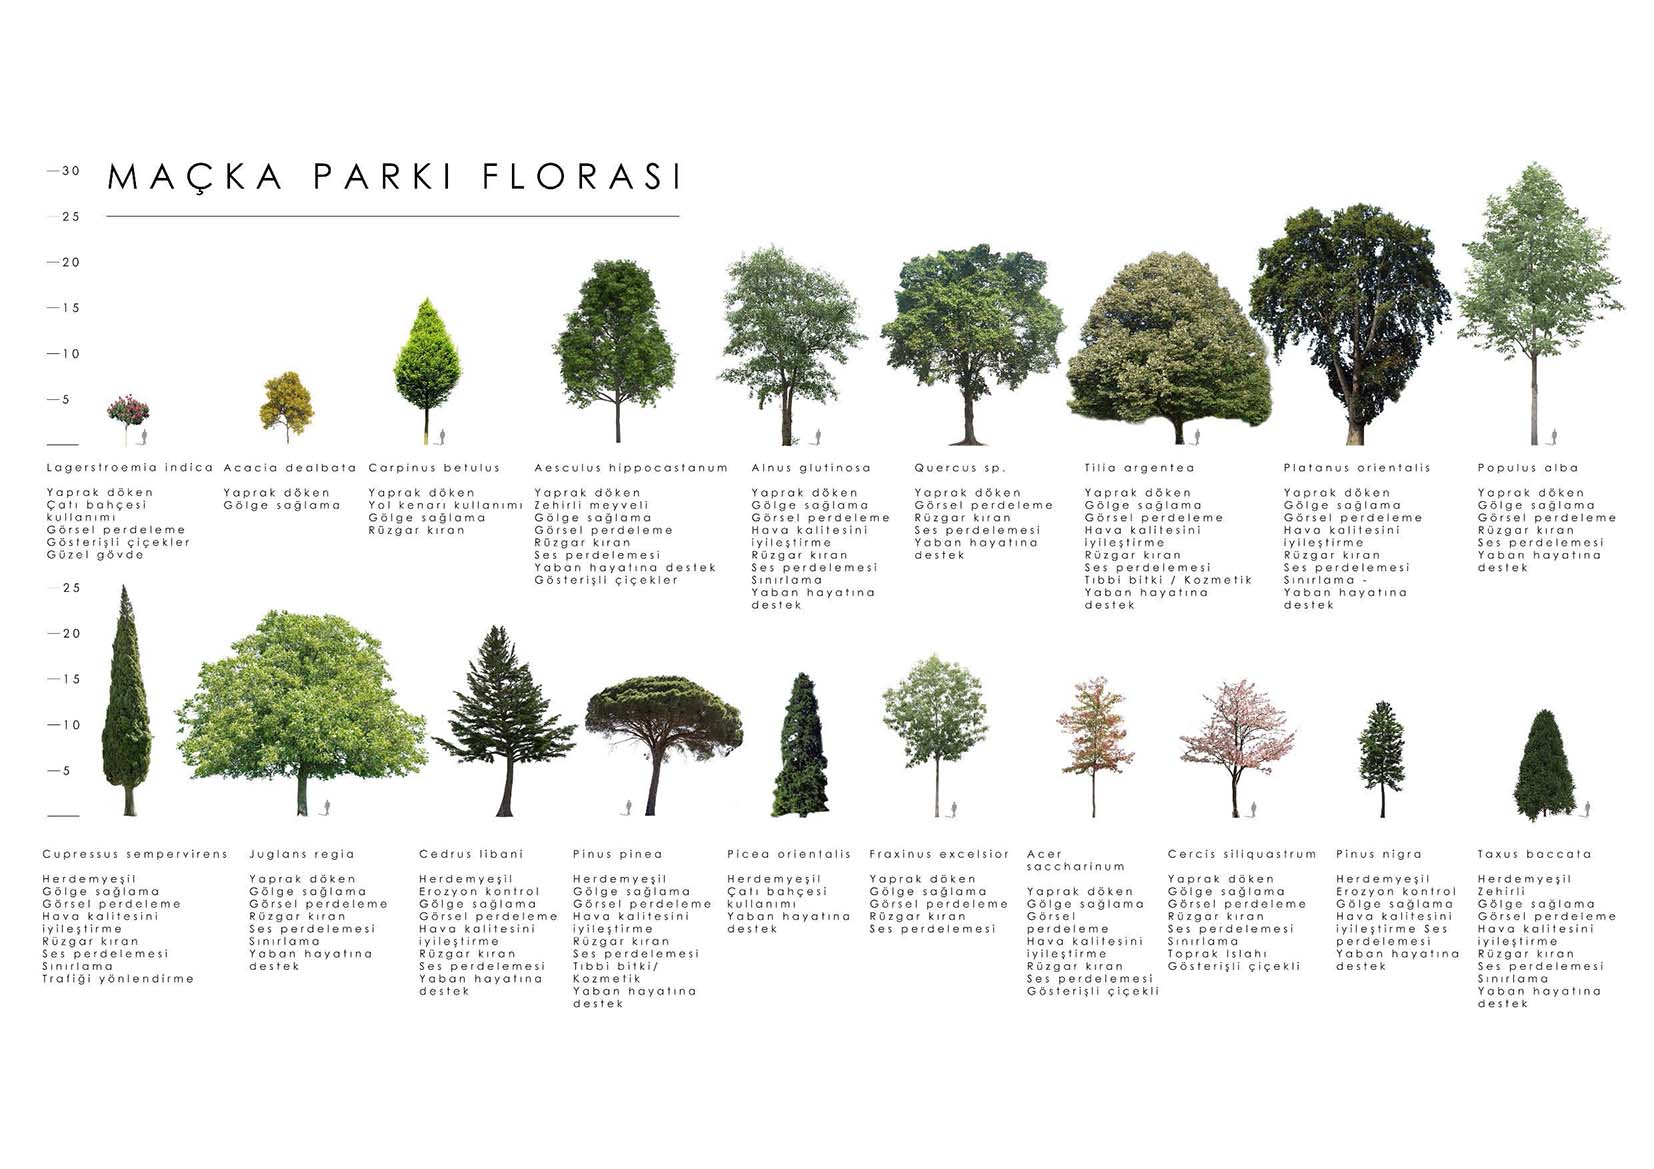 MAÇKA PARKI FLORASI
30
25
20
15
10
5
Lagerstroemia indica
Yaprak döken
Çatı bahçesi
kullanımı
Görsel perdeleme
Gösterişli çiçekler
Güzel gövde
Acacia dealbata
Yaprak döken
Gölge sağlama
Carpinus betulus
Yaprak döken
Yol kenarı kullanımı
Gölge sağlama
Rüzgar kıran
Aesculus hippocastanum
Yaprak döken
Zehirli meyveli
Gölge sağlama
Görsel perdeleme
Rüzgar kıran
Ses perdelemesi
Yaban hayatına destek
Gösterişli çiçekler
Alnus glutinosa
Yaprak döken
Gölge sağlama
Görsel perdeleme
Hava kalitesini
iyileştirme
Rüzgar kıran
Ses perdelemesi
Sınırlama
Yaban hayatına
destek
Quercus sp.
Yaprak döken
Görsel perdeleme
Rüzgar kıran
Ses perdelemesi
Yaban hayatına
destek
Tilia argentea
Yaprak döken
Gölge sağlama
Görsel perdeleme
Hava kalitesini
iyileştirme
Rüzgar kıran
Ses perdelemesi
Tıbbi bitki / Kozmetik
Yaban hayatına
destek
Platanus orientalis
Yaprak döken
Gölge sağlama
Görsel perdeleme
Hava kalitesini
iyileştirme
Rüzgar kıran
Ses perdelemesi
Sınırlama -
Yaban hayatına
destek
Populus alba
Yaprak döken
Gölge sağlama
Görsel perdeleme
Rüzgar kıran
Ses perdelemesi
Yaban hayatına
destek
25
20
15
10
5
Cupressus sempervirens
Herdemyeşil
Gölge sağlama
Görsel perdeleme
Hava kalitesini
iyileştirme
Rüzgar kıran
Ses perdelemesi
Sınırlama
Trafiği yönlendirme
Juglans regia
Yaprak döken
Gölge sağlama
Görsel perdeleme
Rüzgar kıran
Ses perdelemesi
Sınırlama
Yaban hayatına
destek
Cedrus libani
Herdemyeşil
Erozyon kontrol
Gölge sağlama
Görsel perdeleme
Hava kalitesini
iyileştirme
Rüzgar kıran
Ses perdelemesi
Yaban hayatına
destek
Pinus pinea
Herdemyeşil
Gölge sağlama
Görsel perdeleme
Hava kalitesini
iyileştirme
Rüzgar kıran
Ses perdelemesi
Tıbbi bitki/
Kozmetik
Yaban hayatına
destek
Picea orientalis
Herdemyeşil
Çatı bahçesi
kullanımı
Yaban hayatına
destek
Fraxinus excelsior
Yaprak döken
Gölge sağlama
Görsel perdeleme
Rüzgar kıran
Ses perdelemesi
Acer
saccharinum
Yaprak döken
Gölge sağlama
Görsel
perdeleme
Hava kalitesini
iyileştirme
Rüzgar kıran
Ses perdelemesi
Gösterişli çiçekli
Cercis siliquastrum
Yaprak döken
Gölge sağlama
Görsel perdeleme
Rüzgar kıran
Ses perdelemesi
Sınırlama
Toprak Islahı
Gösterişli çiçekli
Pinus nigra
Herdemyeşil
Erozyon kontrol
Gölge sağlama
Hava kalitesini
iyileştirme Ses
perdelemesi
Yaban hayatına
destek
Taxus baccata
Herdemyeşil
Zehirli
Gölge sağlama
Görsel perdeleme
Hava kalitesini
iyileştirme
Rüzgar kıran
Ses perdelemesi
Sınırlama
Yaban hayatına
destek